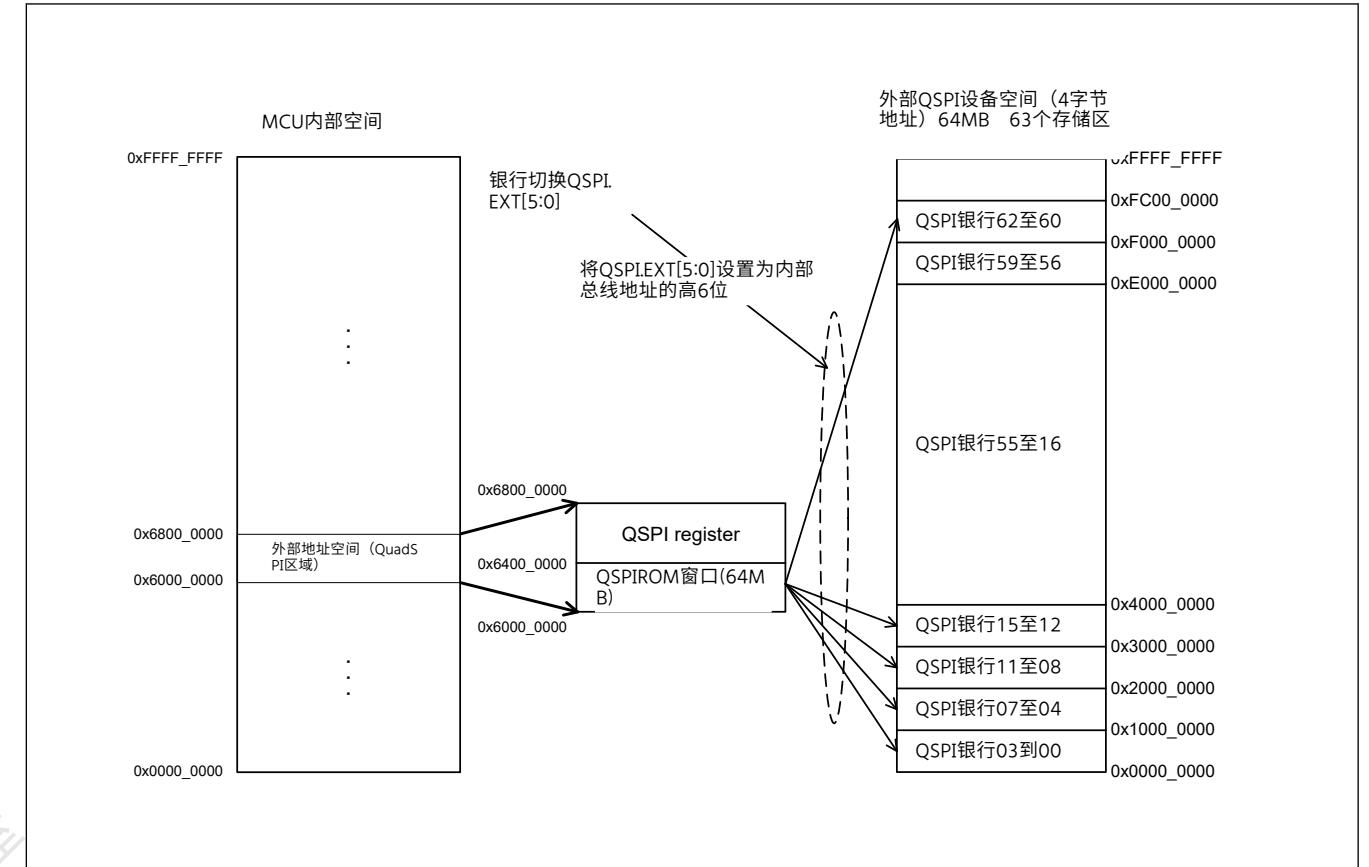 MCU内部空间
外部QSPI设备空间（4字节
地址）64MB 63个存储区
0xFFFF_FFFF
银行切换QSPI.
EXT[5:0]
将QSPI.EXT[5:0]设置为内部
总线地址的高6位
xFFFF_FFFF
0xFC00_0000
QSPI银行62至60
0xF000_0000
QSPI银行59至56
0xE000_0000
QSPI银行55至16
0x6800_0000
0x6800_0000
QSPI register
外部地址空间（QuadS
PI区域）
0x6400_0000
0x6000_0000
QSPIROM窗口(64M
B)
0x6000_0000
0x4000_0000
QSPI银行15至12
0x3000_0000
QSPI银行11至08
0x2000_0000
QSPI银行07至04
0x1000_0000
QSPI银行03到00
0x0000_0000
0x0000_0000